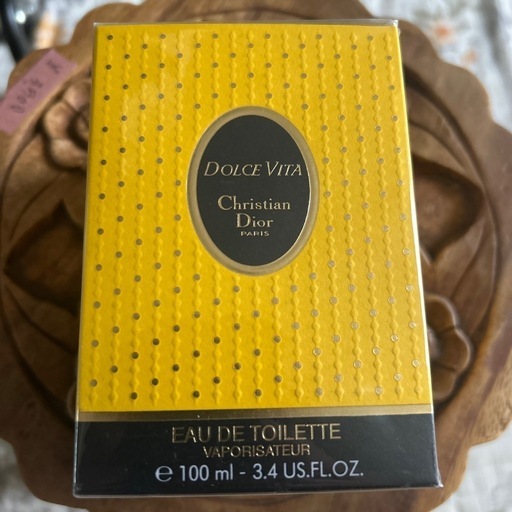 DOLCE VITA
Christian
Dior
PARIS
EAU DE TOILETTE
VAPORISATEUR
℮ 100 ml - 3.4 US.FL.OZ.